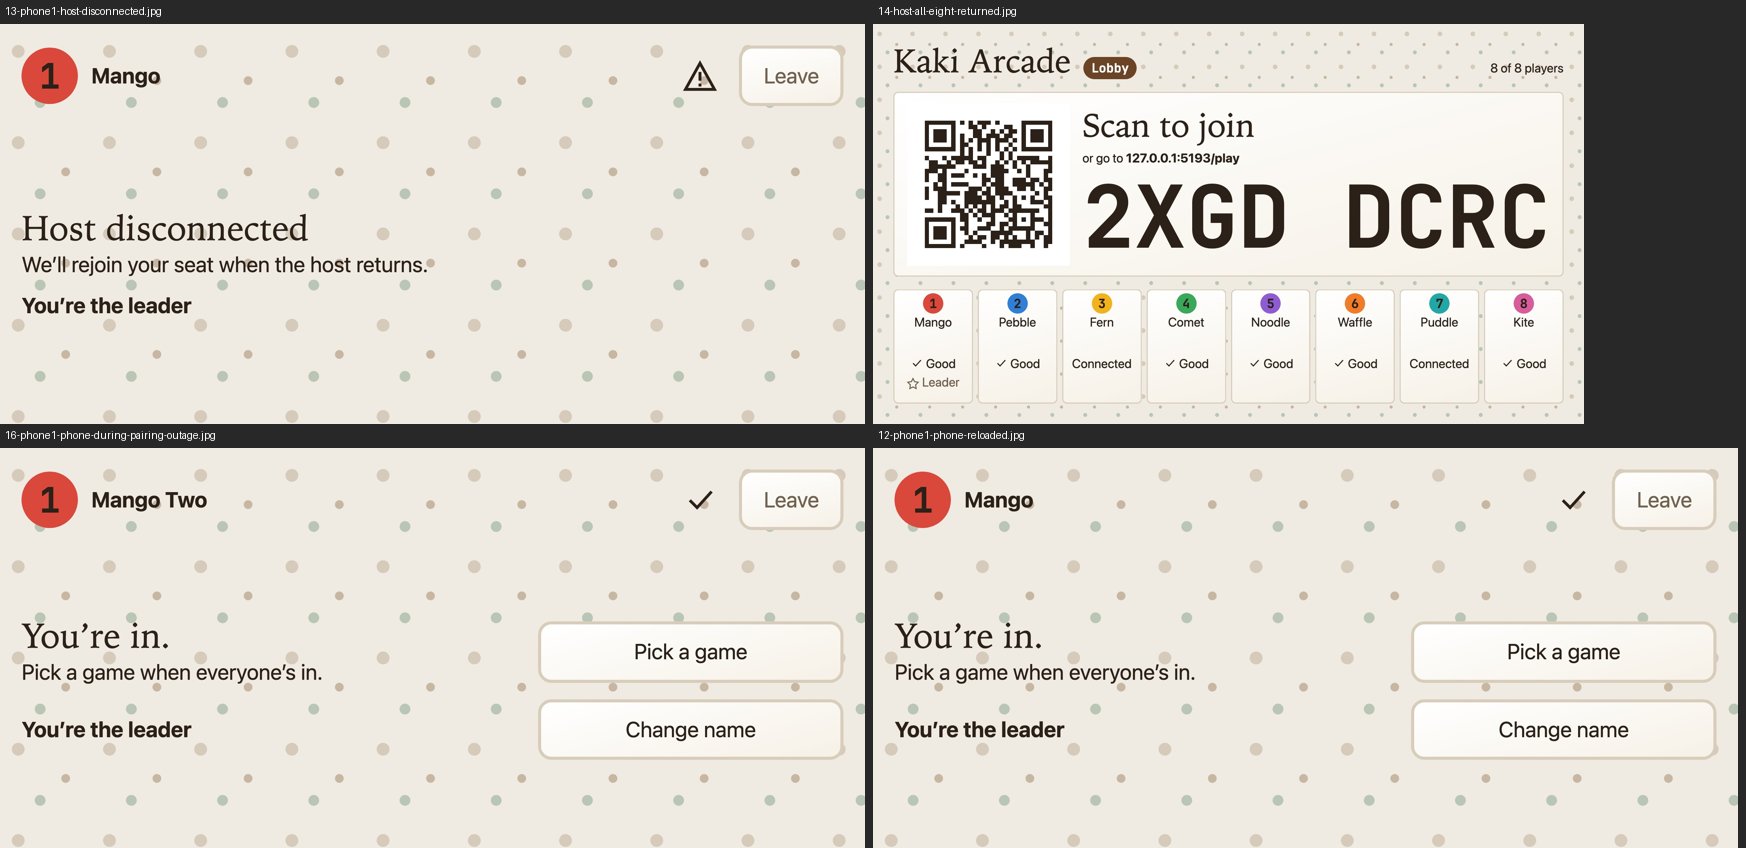 13-phone1-host-disconnected.jpg
1 Mango Leave
Host disconnected
We'll rejoin your seat when the host returns.
You're the leader
14-host-all-eight-returned.jpg
Kaki Arcade Lobby 8 of 8 players
Scan to join
or go to 127.0.0.1:5193/play
2XGD DCRC
1 2 3 4 5 6 7 8
Mango Pebble Fern Comet Noodle Waffle Puddle Kite
✓ Good ✓ Good Connected ✓ Good ✓ Good ✓ Good Connected ✓ Good
☆ Leader
16-phone1-phone-during-pairing-outage.jpg
1 Mango Two ✓ Leave
You're in.
Pick a game when everyone's in.
You're the leader
Pick a game
Change name
12-phone1-phone-reloaded.jpg
1 Mango ✓ Leave
You're in.
Pick a game when everyone's in.
You're the leader
Pick a game
Change name